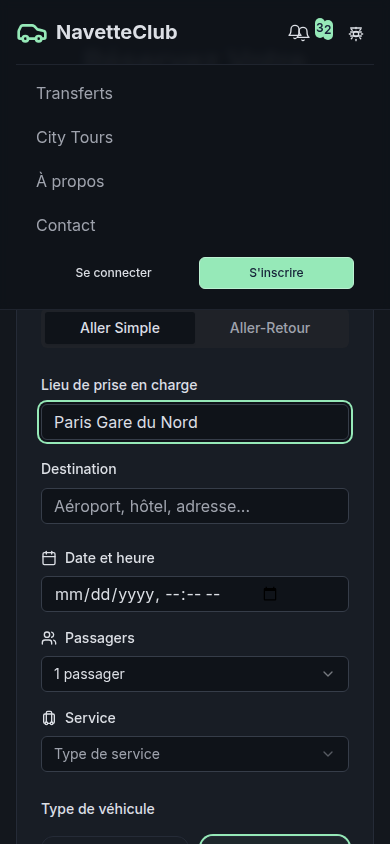 NavetteClub
32
Transferts
City Tours
À propos
Contact
Se connecter
S'inscrire
Aller Simple
Aller-Retour
Lieu de prise en charge
Paris Gare du Nord
Destination
Aéroport, hôtel, adresse...
Date et heure
mm/dd/yyyy, --:-- --
Passagers
1 passager
Service
Type de service
Type de véhicule